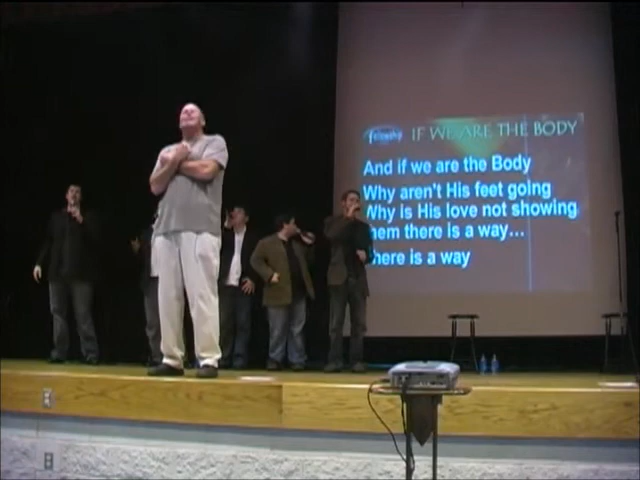 Fellowship IF WE ARE THE BODY
And if we are the Body
Why aren't His feet going
Why is His love not showing
hem there is a way...
here is a way